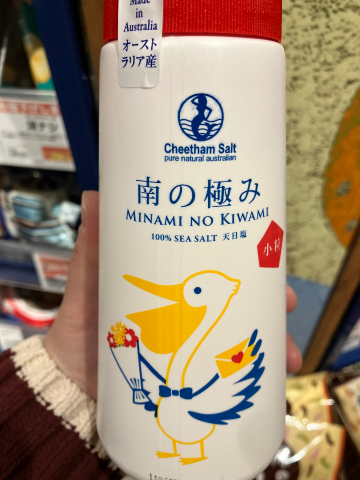 Made
in
Australia
オースト
ラリア産
Cheetham Salt
pure natural australian
南の極み
MINAMI NO KIWAMI
100% SEA SALT 天日塩
小粒